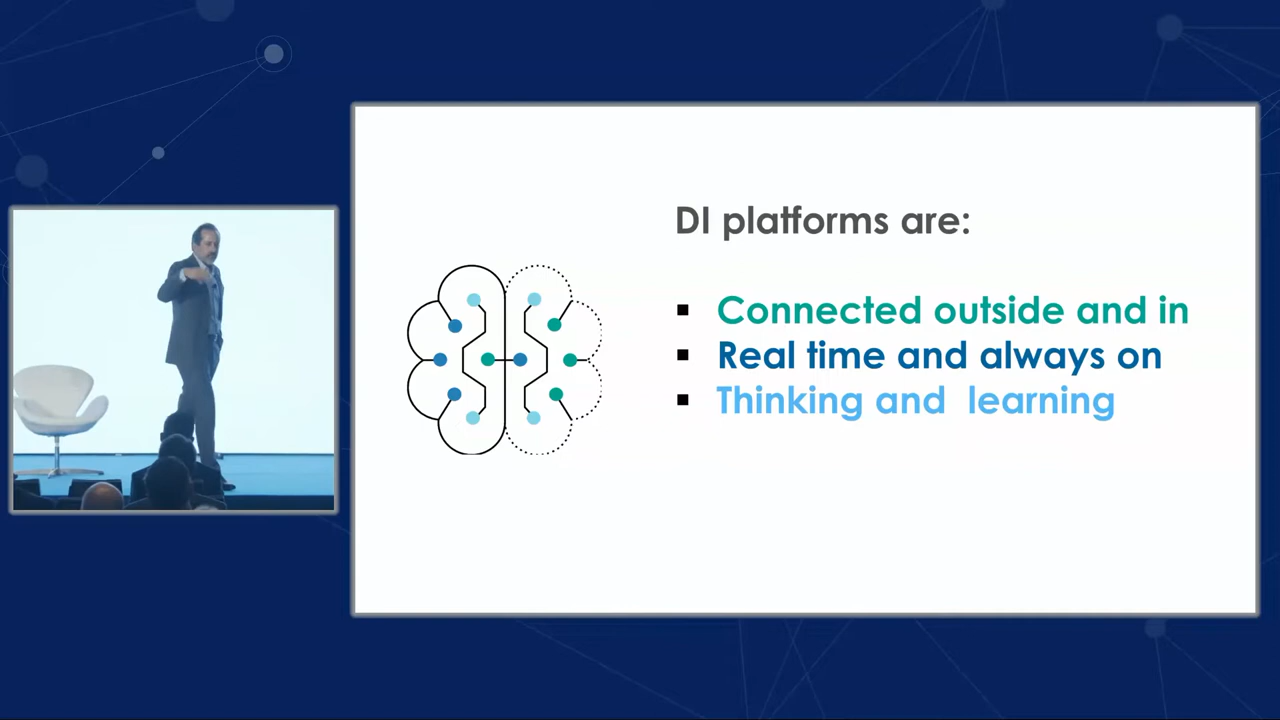 DI platforms are:
▪ Connected outside and in
▪ Real time and always on
▪ Thinking and  learning